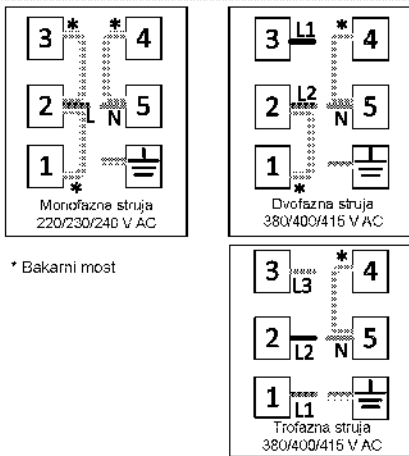 3 * * 4
2 L N 5
1 *
Monofazna struja
220/230/240 V AC
3 L1 * 4
2 L2 N 5
1 *
Dvofazna struja
380/400/415 V AC
* Bakarni most
3 L3 * 4
2 L2 N 5
1 L1
Trofazna struja
380/400/415 V AC